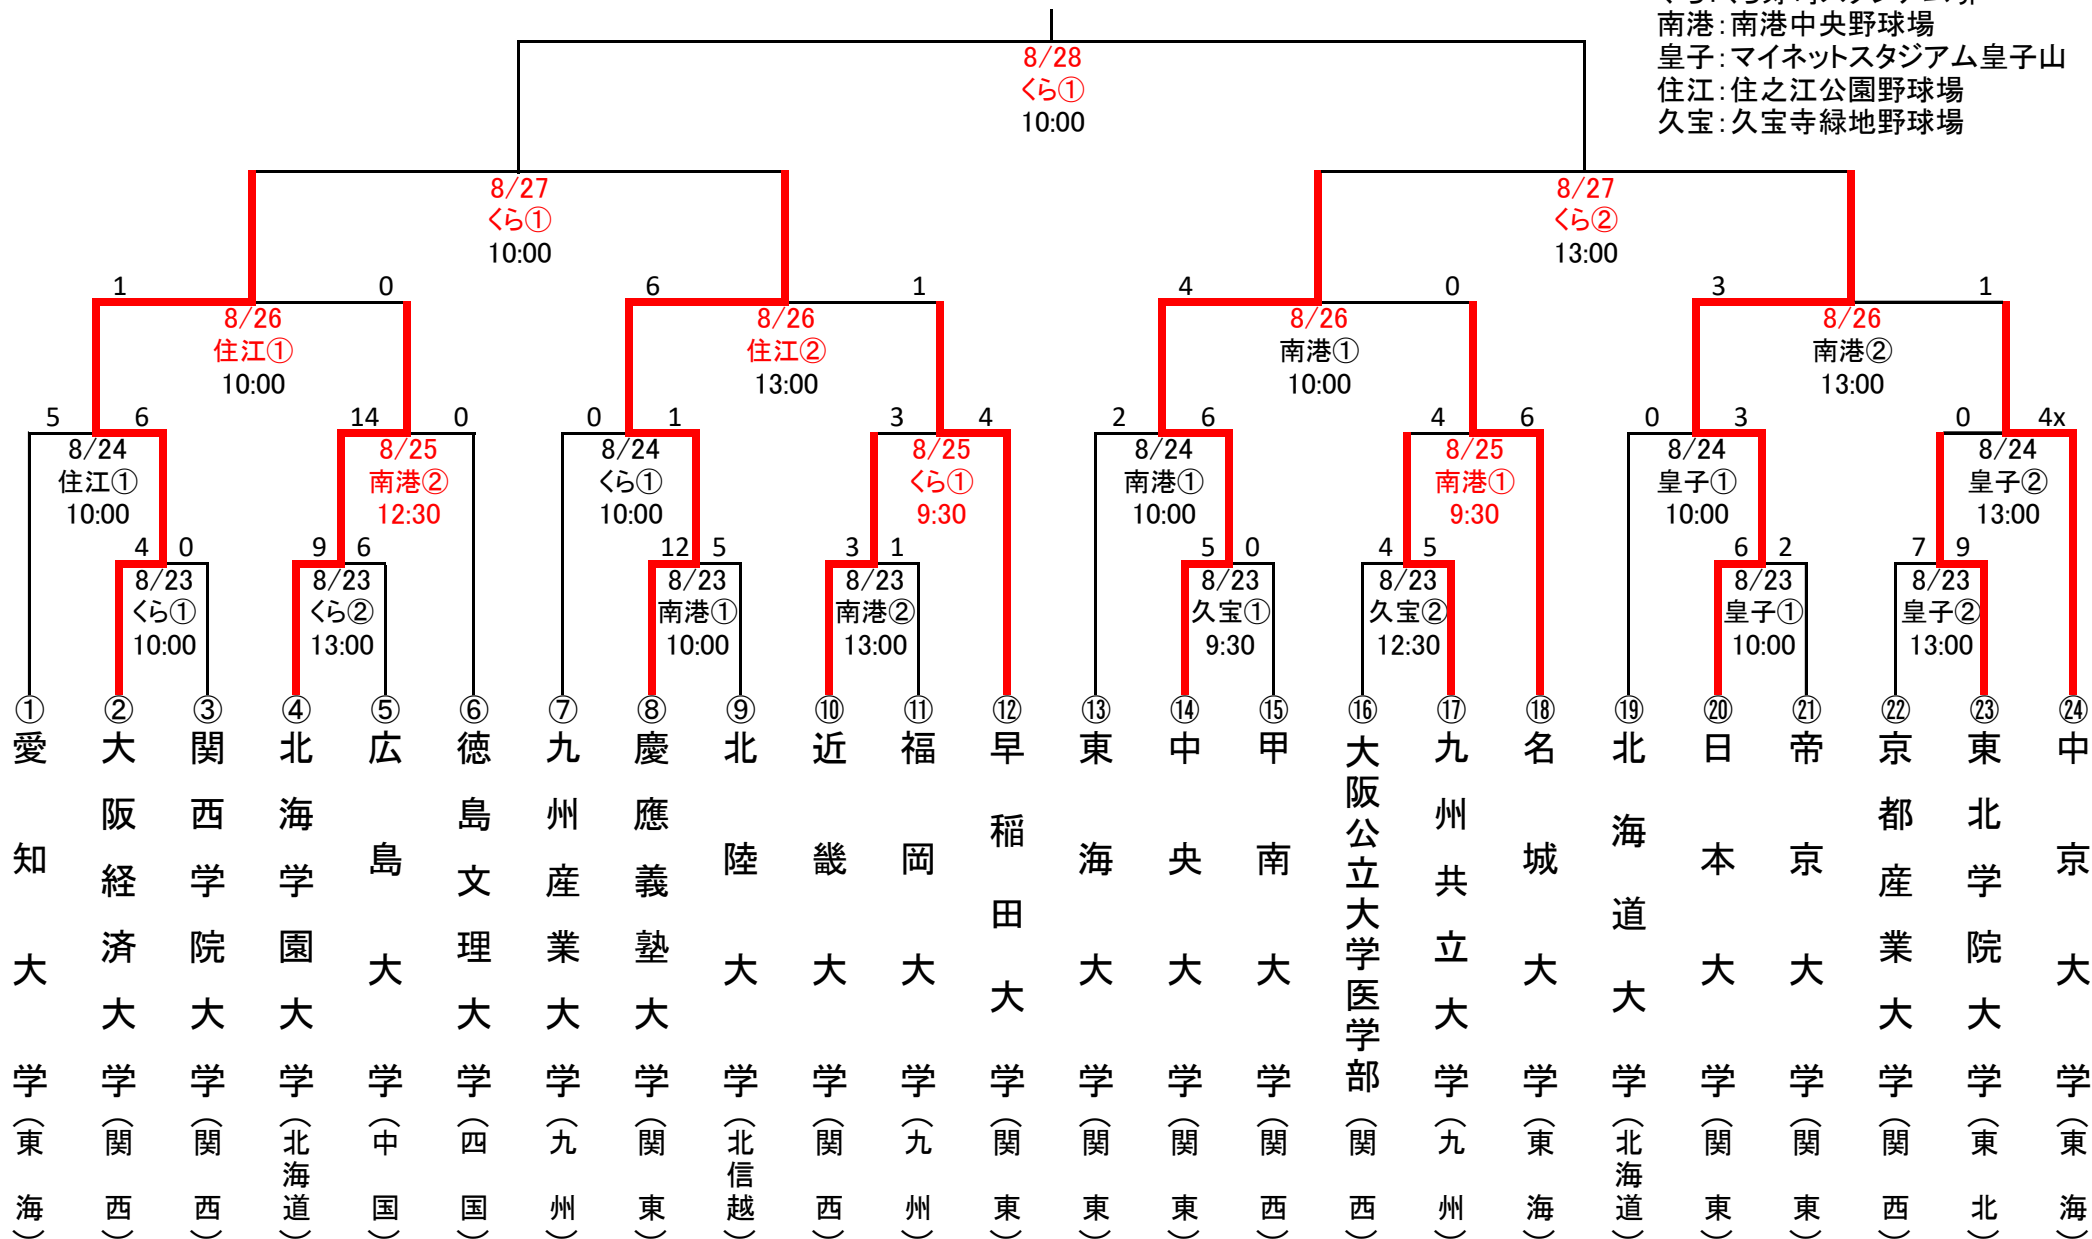 南港：南港中央野球場
皇子：マイネットスタジアム皇子山
住江：住之江公園野球場
久宝：久宝寺緑地野球場
8/28
くら①
10:00
8/27
くら①
10:00
8/27
くら②
13:00
1 0 6 1 4 0 3 1
8/26
住江①
10:00
8/26
住江②
13:00
8/26
南港①
10:00
8/26
南港②
13:00
5 6 14 0 0 1 3 4 2 6 4 6 0 3 0 4x
8/24
住江①
10:00
8/25
南港②
12:30
8/24
くら①
10:00
8/25
くら①
9:30
8/24
南港①
10:00
8/25
南港①
9:30
8/24
皇子①
10:00
8/24
皇子②
13:00
4 0 9 6 12 5 3 1 5 0 4 5 6 2 7 9
8/23
くら①
10:00
8/23
くら②
13:00
8/23
南港①
10:00
8/23
南港②
13:00
8/23
久宝①
9:30
8/23
久宝②
12:30
8/23
皇子①
10:00
8/23
皇子②
13:00
①愛知大学（東海）
②大阪経済大学（関西）
③関西学院大学（関西）
④北海学園大学（北海道）
⑤広島大学（中国）
⑥徳島文理大学（四国）
⑦九州産業大学（九州）
⑧慶應義塾大学（関東）
⑨北陸大学（北信越）
⑩近畿大学（関西）
⑪福岡大学（九州）
⑫早稲田大学（関東）
⑬東海大学（関東）
⑭中央大学（関東）
⑮甲南大学（関西）
⑯大阪公立大学医学部（関西）
⑰九州共立大学（九州）
⑱名城大学（東海）
⑲北海道大学（北海道）
⑳日本大学（関東）
㉑帝京大学（関東）
㉒京都産業大学（関西）
㉓東北学院大学（東北）
㉔中京大学（東海）